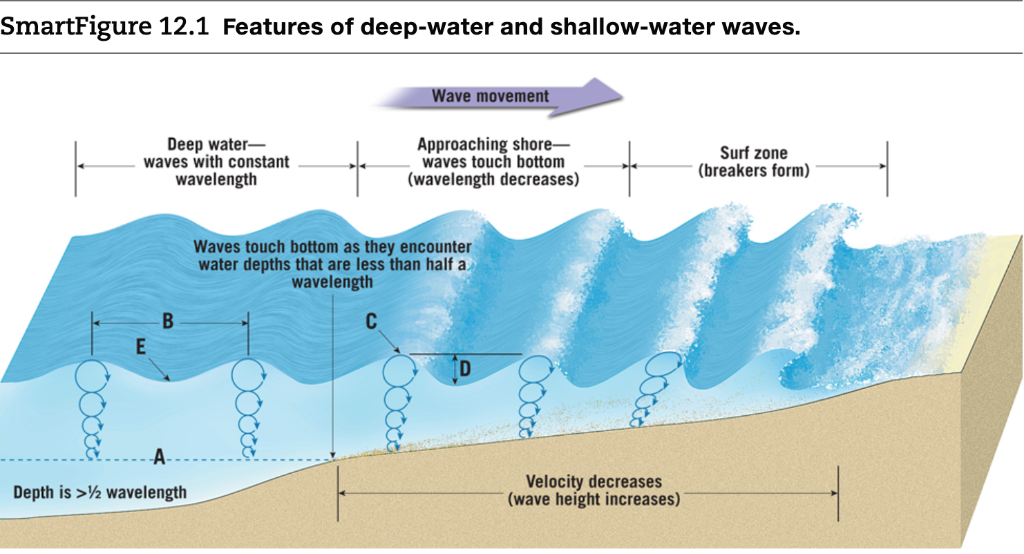 SmartFigure 12.1 Features of deep-water and shallow-water waves.
Wave movement
Deep water—
waves with constant
wavelength
Approaching shore—
waves touch bottom
(wavelength decreases)
Surf zone
(breakers form)
Waves touch bottom as they encounter
water depths that are less than half a
wavelength
B
C
E
D
A
Depth is >½ wavelength
Velocity decreases
(wave height increases)